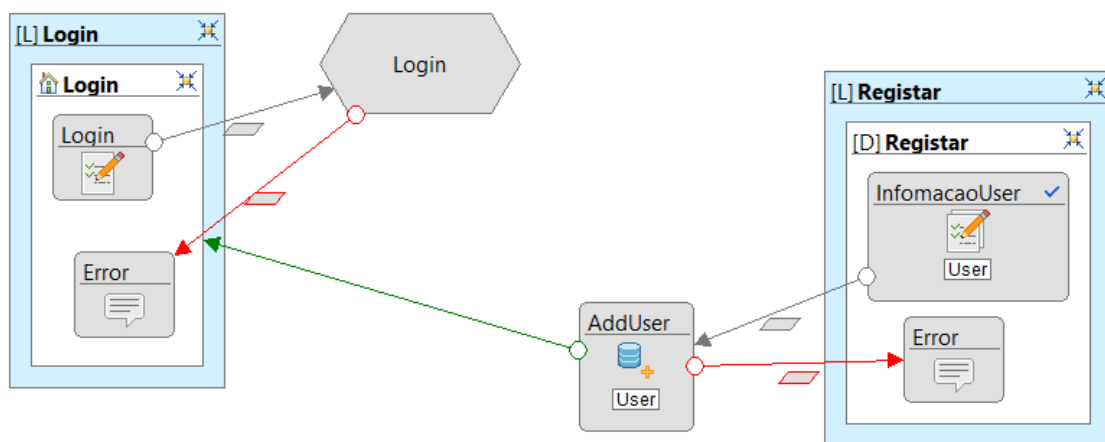 [L] Login
Login
Login
Error
Login
AddUser
User
[L] Registar
[D] Registar
InfomacaoUser
User
Error